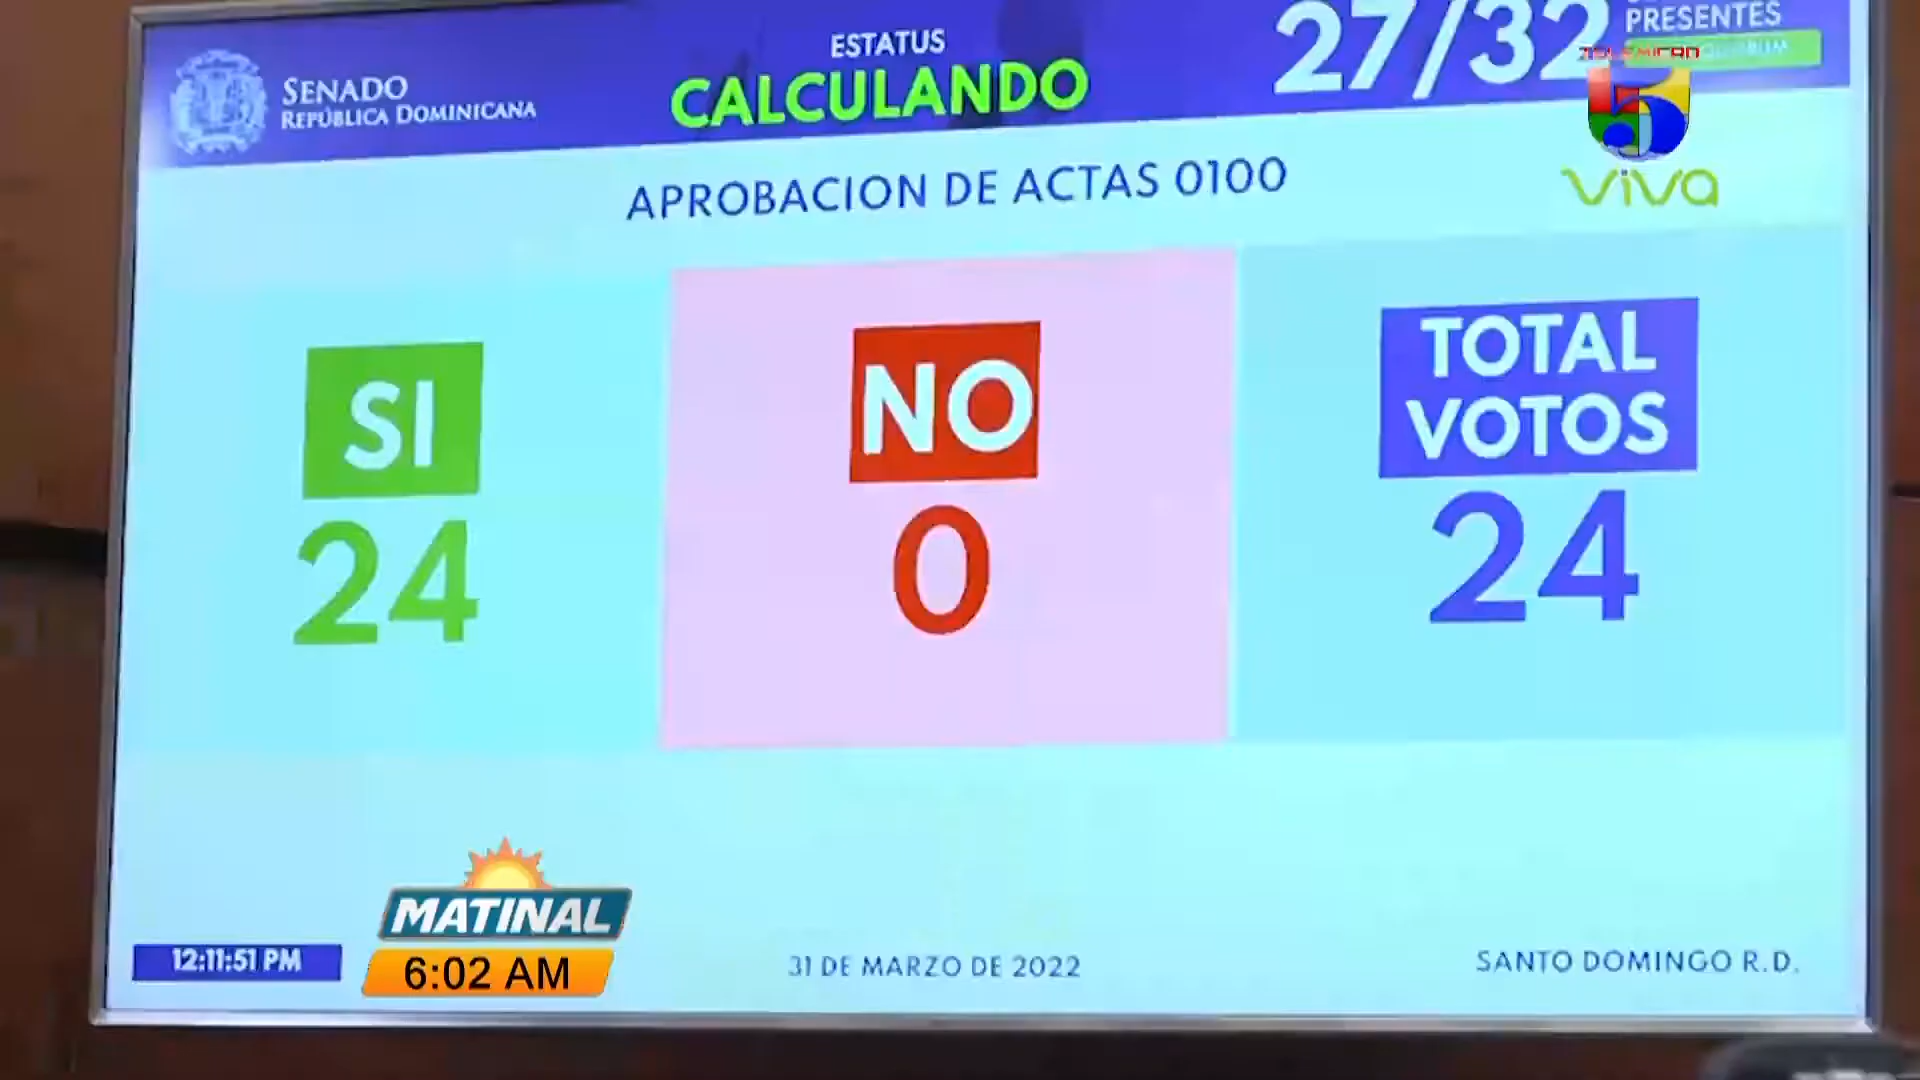 SENADO
REPÚBLICA DOMINICANA
ESTATUS
CALCULANDO
27/32
PRESENTES
TELEMICRO
5
VIVA
APROBACION DE ACTAS 0100
SI
24
NO
0
TOTAL
VOTOS
24
MATINAL
6:02 AM
12:11:51 PM
31 DE MARZO DE 2022
SANTO DOMINGO R.D.